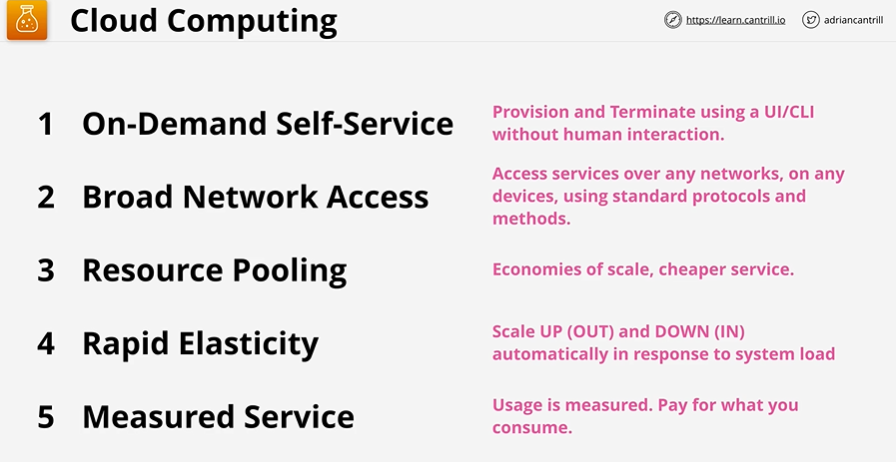 Cloud Computing
https://learn.cantrill.io
adriancantrill
1 On-Demand Self-Service
Provision and Terminate using a UI/CLI
without human interaction.
2 Broad Network Access
Access services over any networks, on any
devices, using standard protocols and
methods.
3 Resource Pooling
Economies of scale, cheaper service.
4 Rapid Elasticity
Scale UP (OUT) and DOWN (IN)
automatically in response to system load
5 Measured Service
Usage is measured. Pay for what you
consume.